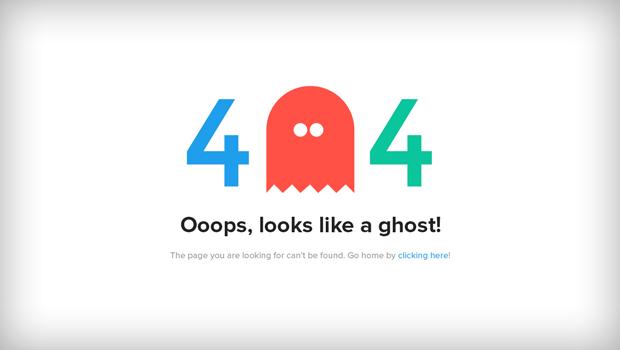 4 4
Ooops, looks like a ghost!
The page you are looking for can't be found. Go home by clicking here!